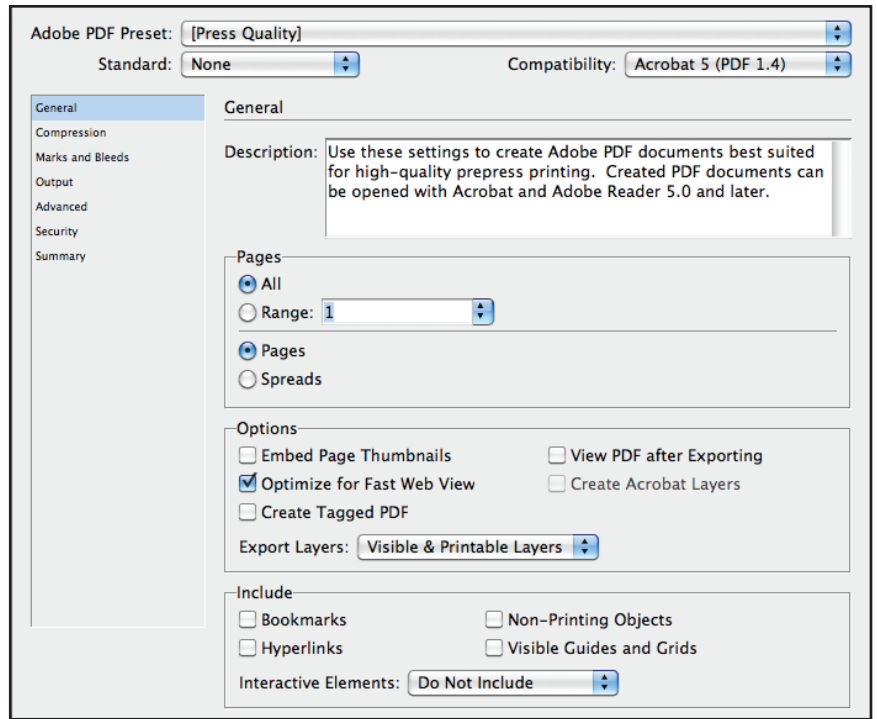 Adobe PDF Preset: [Press Quality]
Standard: None Compatibility: Acrobat 5 (PDF 1.4)
General
Compression
Marks and Bleeds
Output
Advanced
Security
Summary
General
Description: Use these settings to create Adobe PDF documents best suited
for high-quality prepress printing. Created PDF documents can
be opened with Acrobat and Adobe Reader 5.0 and later.
Pages
All
Range: 1
Pages
Spreads
Options
Embed Page Thumbnails View PDF after Exporting
Optimize for Fast Web View Create Acrobat Layers
Create Tagged PDF
Export Layers: Visible & Printable Layers
Include
Bookmarks Non-Printing Objects
Hyperlinks Visible Guides and Grids
Interactive Elements: Do Not Include